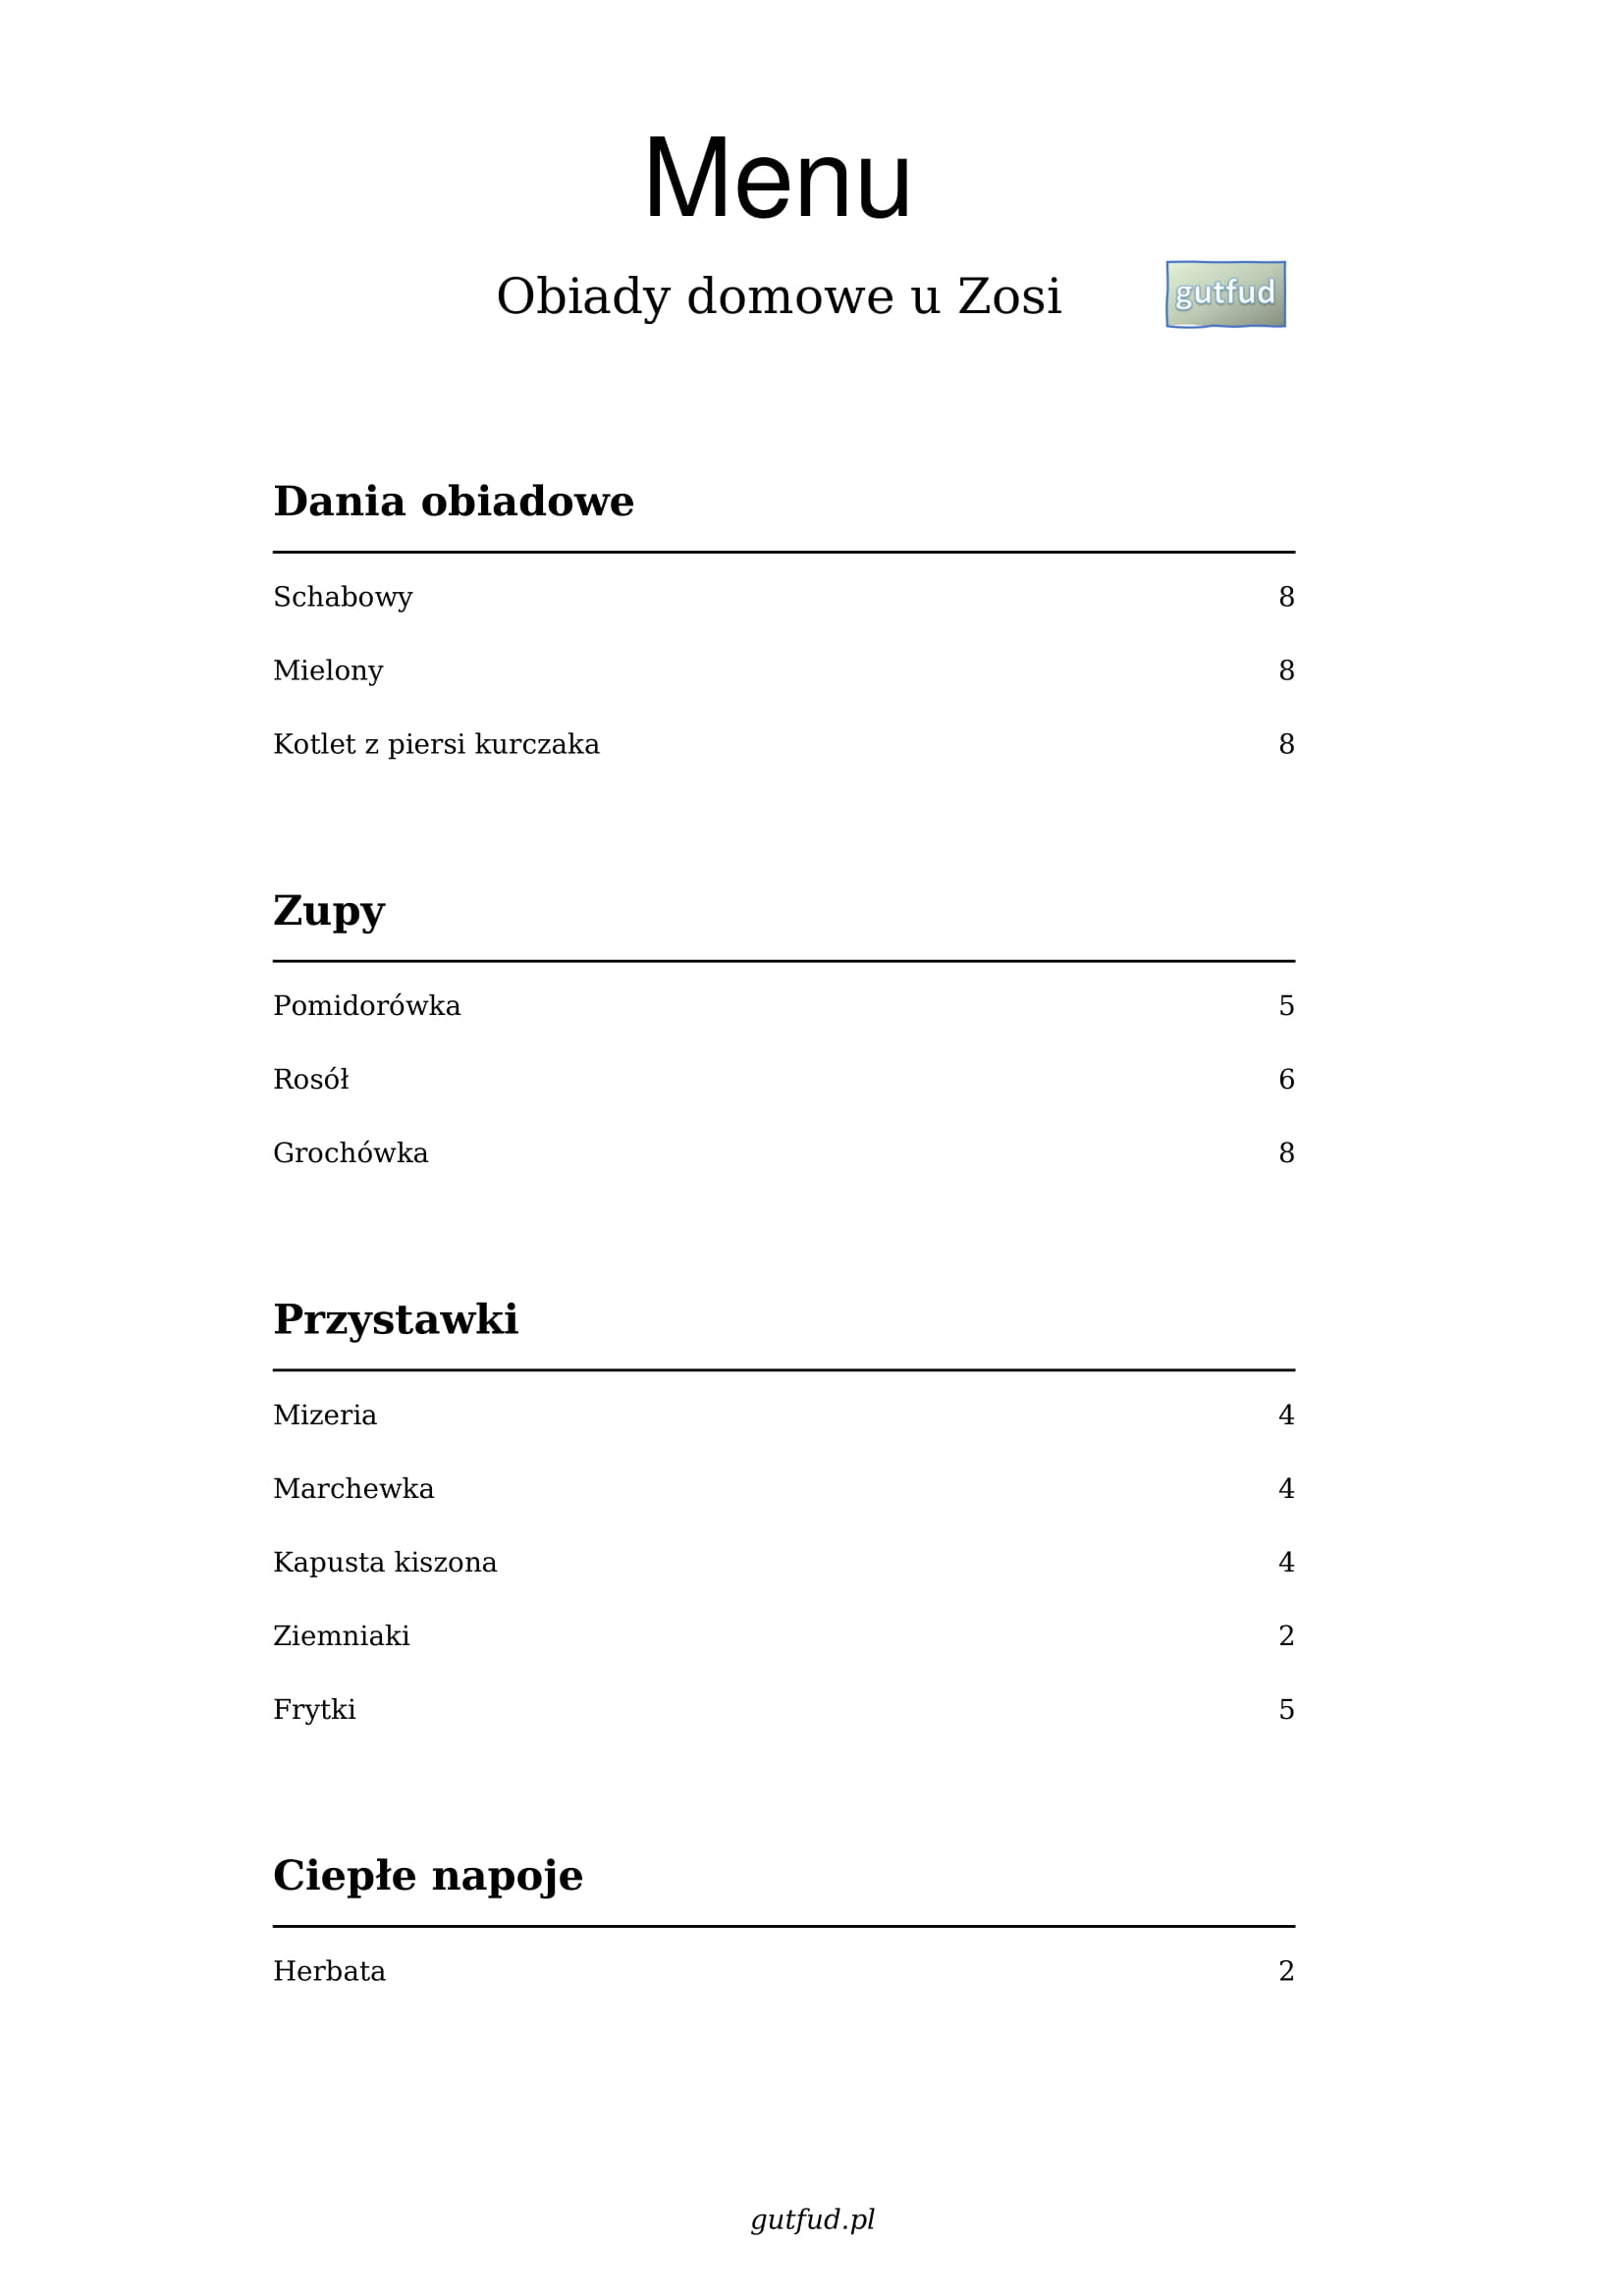 Menu
Obiady domowe u Zosi
gutfud
Dania obiadowe
Schabowy 8
Mielony 8
Kotlet z piersi kurczaka 8
Zupy
Pomidorówka 5
Rosół 6
Grochówka 8
Przystawki
Mizeria 4
Marchewka 4
Kapusta kiszona 4
Ziemniaki 2
Frytki 5
Ciepłe napoje
Herbata 2
gutfud.pl